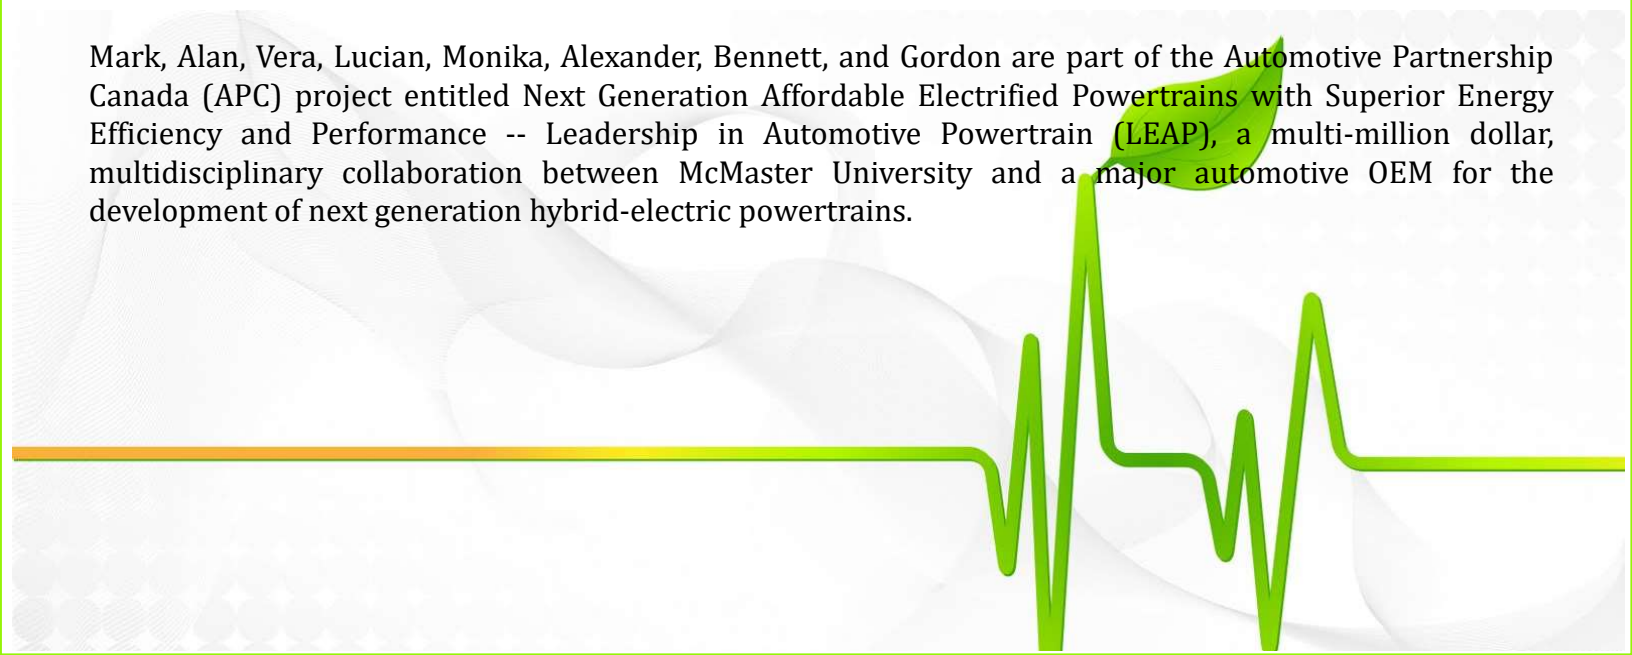 Mark, Alan, Vera, Lucian, Monika, Alexander, Bennett, and Gordon are part of the Automotive Partnership
Canada (APC) project entitled Next Generation Affordable Electrified Powertrains with Superior Energy
Efficiency and Performance -- Leadership in Automotive Powertrain (LEAP), a multi-million dollar,
multidisciplinary collaboration between McMaster University and a major automotive OEM for the
development of next generation hybrid-electric powertrains.